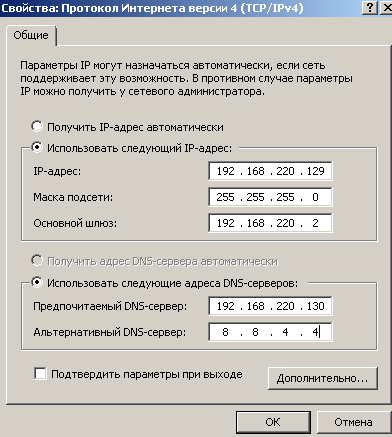 Свойства: Протокол Интернета версии 4 (TCP/IPv4)
Общие
Параметры IP могут назначаться автоматически, если сеть
поддерживает эту возможность. В противном случае параметры
IP можно получить у сетевого администратора.
Получить IP-адрес автоматически
Использовать следующий IP-адрес:
IP-адрес: 192 . 168 . 220 . 129
Маска подсети: 255 . 255 . 255 . 0
Основной шлюз: 192 . 168 . 220 . 2
Получить адрес DNS-сервера автоматически
Использовать следующие адреса DNS-серверов:
Предпочитаемый DNS-сервер: 192 . 168 . 220 . 130
Альтернативный DNS-сервер: 8 . 8 . 4 . 4
Подтвердить параметры при выходе
Дополнительно...
OK
Отмена